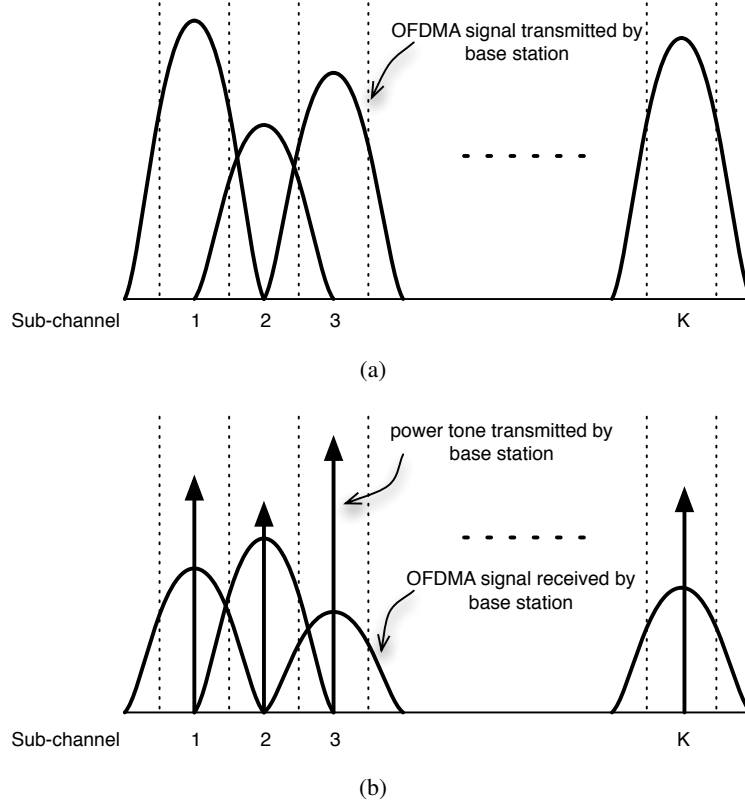 OFDMA signal transmitted by
base station
Sub-channel 1 2 3 K
(a)
power tone transmitted by
base station
OFDMA signal received by
base station
Sub-channel 1 2 3 K
(b)